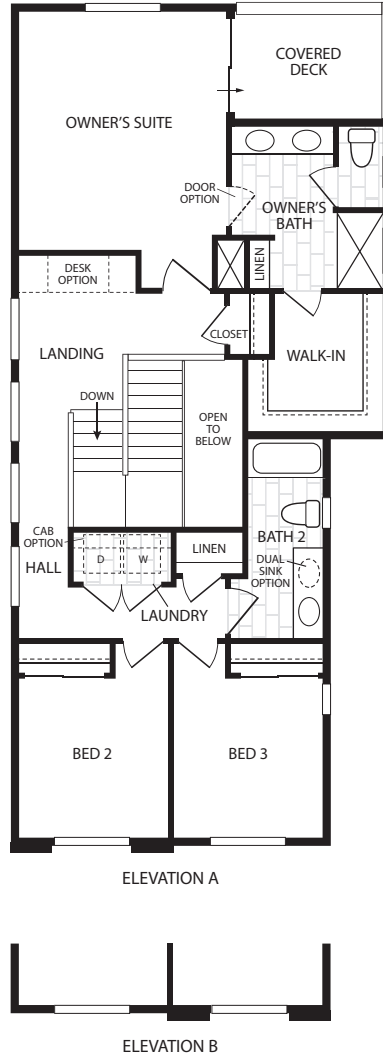 COVERED
DECK
OWNER'S SUITE
DOOR
OPTION
OWNER'S
BATH
LINEN
DESK
OPTION
CLOSET
LANDING
WALK-IN
DOWN
OPEN
TO
BELOW
CAB
OPTION
D
W
LINEN
BATH 2
DUAL
SINK
OPTION
HALL
LAUNDRY
BED 2
BED 3
ELEVATION A
ELEVATION B